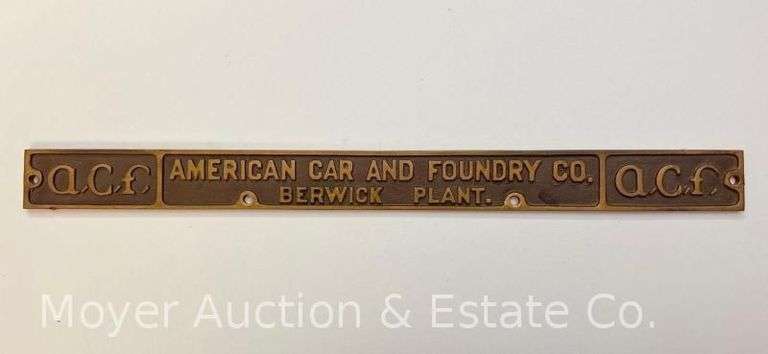 a.c.f.
AMERICAN CAR AND FOUNDRY CO.
BERWICK PLANT.
a.c.f.
Moyer Auction & Estate Co.